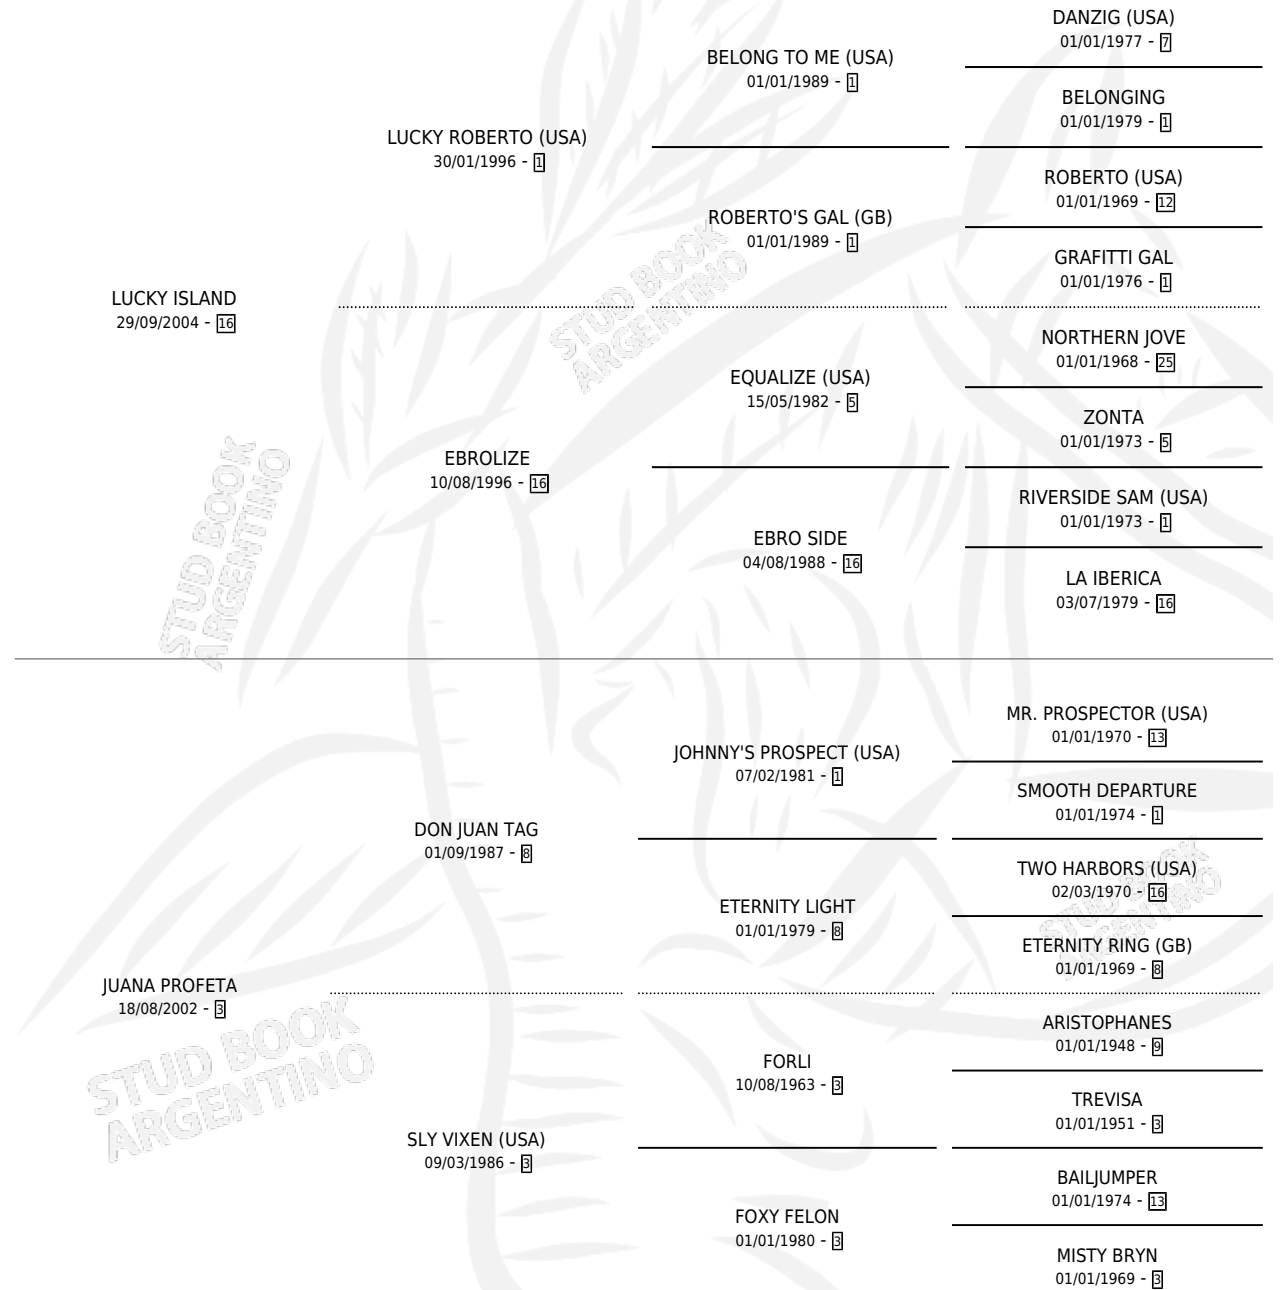 DANZIG (USA)
01/01/1977 - 7
BELONG TO ME (USA)
01/01/1989 - 1
BELONGING
01/01/1979 - 1
LUCKY ROBERTO (USA)
30/01/1996 - 1
ROBERTO (USA)
01/01/1969 - 12
ROBERTO'S GAL (GB)
01/01/1989 - 1
GRAFITTI GAL
01/01/1976 - 1
LUCKY ISLAND
29/09/2004 - 16
STUD BOOK
ARGENTINO
NORTHERN JOVE
01/01/1968 - 25
EQUALIZE (USA)
15/05/1982 - 5
ZONTA
01/01/1973 - 5
EBROLIZE
10/08/1996 - 16
RIVERSIDE SAM (USA)
01/01/1973 - 1
EBRO SIDE
04/08/1988 - 16
LA IBERICA
03/07/1979 - 16
STUD BOOK
ARGENTINO
MR. PROSPECTOR (USA)
01/01/1970 - 13
JOHNNY'S PROSPECT (USA)
07/02/1981 - 1
SMOOTH DEPARTURE
01/01/1974 - 1
DON JUAN TAG
01/09/1987 - 8
TWO HARBORS (USA)
02/03/1970 - 16
STUD BOOK
ARGENTINO
ETERNITY LIGHT
01/01/1979 - 8
ETERNITY RING (GB)
01/01/1969 - 8
JUANA PROFETA
18/08/2002 - 3
STUD BOOK
ARGENTINO
ARISTOPHANES
01/01/1948 - 9
FORLI
10/08/1963 - 3
TREVISA
01/01/1951 - 3
SLY VIXEN (USA)
09/03/1986 - 3
BAILJUMPER
01/01/1974 - 13
FOXY FELON
01/01/1980 - 3
MISTY BRYN
01/01/1969 - 3